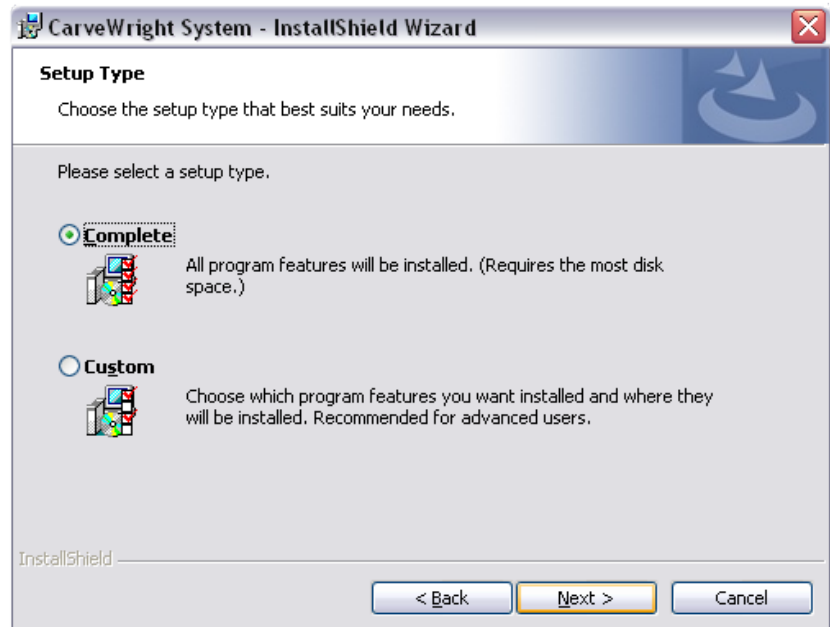 CarveWright System - InstallShield Wizard
Setup Type
Choose the setup type that best suits your needs.
Please select a setup type.
Complete
All program features will be installed. (Requires the most disk
space.)
Custom
Choose which program features you want installed and where they
will be installed. Recommended for advanced users.
InstallShield
< Back Next > Cancel